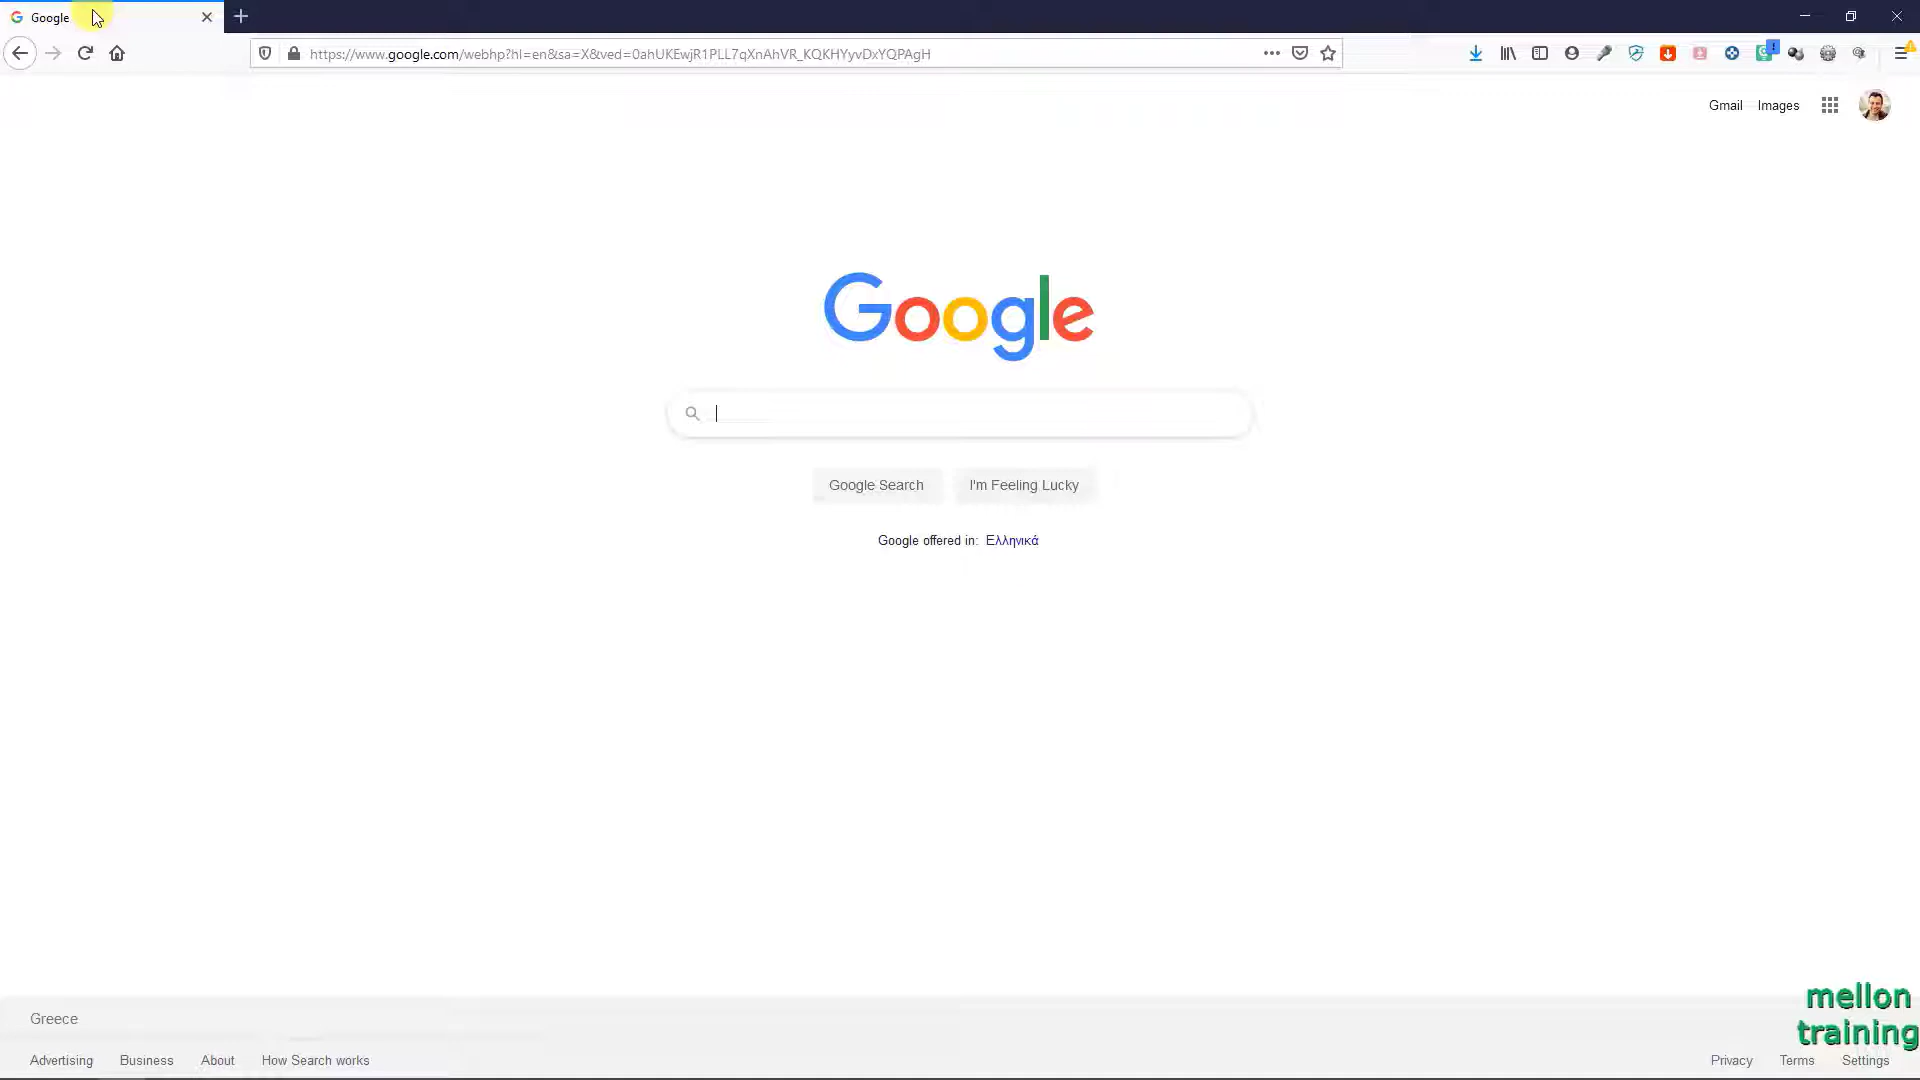 Google
https://www.google.com/webhp?hl=en&sa=X&ved=0ahUKEwjR1PLL7qXnAhVR_KQKHYyvDxYQPAgH
Gmail Images
Google
Google Search I'm Feeling Lucky
Google offered in: Ελληνικά
Greece
Advertising Business About How Search works
Privacy Terms Settings
mellon
training